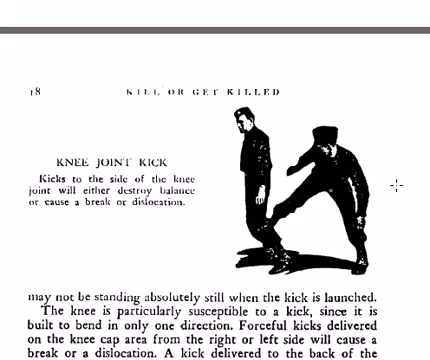 18
KILL OR GET KILLED
KNEE JOINT KICK
Kicks to the side of the knee
joint will either destroy balance
or cause a break or dislocation.
may not be standing absolutely still when the kick is launched.
The knee is particularly susceptible to a kick, since it is
built to bend in only one direction. Forceful kicks delivered
on the knee cap area from the right or left side will cause a
break or a dislocation. A kick delivered to the back of the